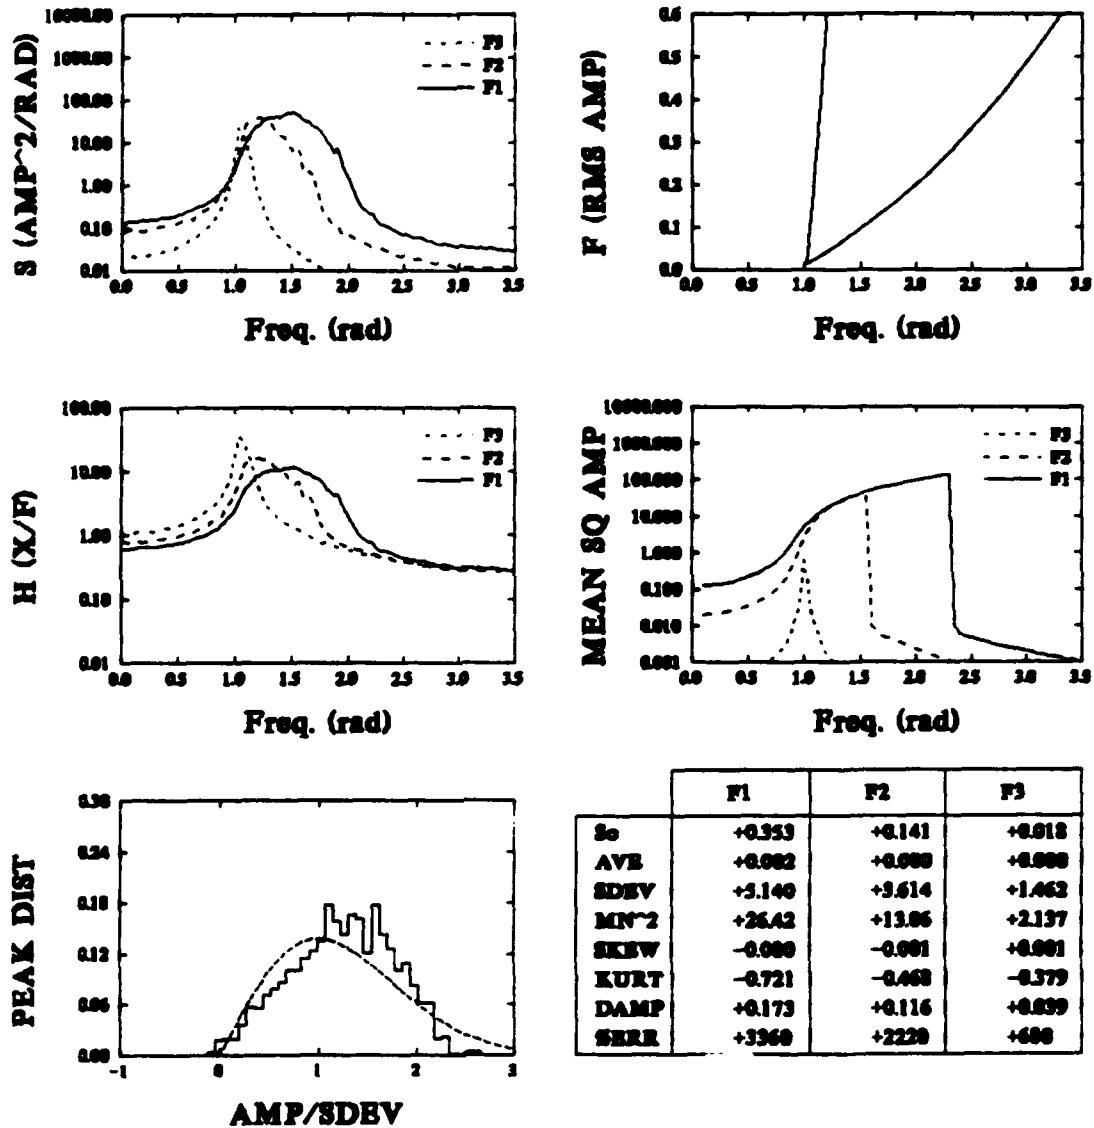 S (AMP^2/RAD)
10000.00
1000.00
100.00
10.00
1.00
0.10
0.01
F3
F2
F1
0.0 0.5 1.0 1.5 2.0 2.5 3.0 3.5
Freq. (rad)
F (RMS AMP)
0.6
0.5
0.4
0.3
0.2
0.1
0.0
0.0 0.5 1.0 1.5 2.0 2.5 3.0 3.5
Freq. (rad)
H (X/F)
100.00
10.00
1.00
0.10
0.01
F3
F2
F1
0.0 0.5 1.0 1.5 2.0 2.5 3.0 3.5
Freq. (rad)
MEAN SQ AMP
10000.000
1000.000
100.000
10.000
1.000
0.100
0.010
0.001
F3
F2
F1
0.0 0.5 1.0 1.5 2.0 2.5 3.0 3.5
Freq. (rad)
PEAK DIST
0.30
0.24
0.18
0.12
0.06
0.00
-1 0 1 2 3
AMP/SDEV
F1 F2 F3
So +0.353 +0.141 +0.018
AVE +0.002 +0.000 +0.000
SDEV +5.140 +3.614 +1.462
MN^2 +26.42 +13.06 +2.137
SKEW -0.080 -0.001 +0.001
KURT -0.721 -0.468 -0.379
DAMP +0.173 +0.116 +0.039
%ERR +3360 +2220